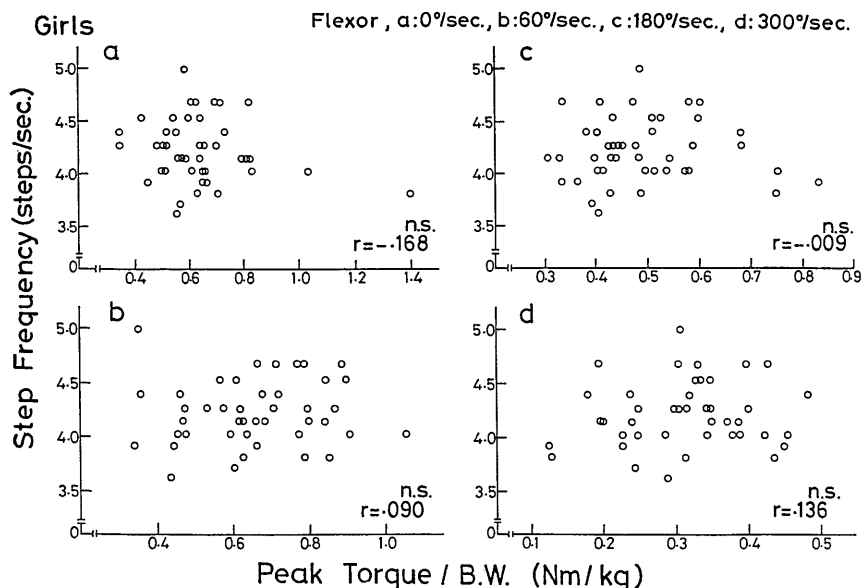 Girls
Flexor, a:0°/sec., b:60°/sec., c:180°/sec., d:300°/sec.
Step Frequency (steps/sec.)
a
5.0
4.5
4.0
3.5
0
n.s.
r=-.168
0.4 0.6 0.8 1.0 1.2 1.4
c
5.0
4.5
4.0
3.5
0
n.s.
r=-.009
0.3 0.4 0.5 0.6 0.7 0.8 0.9
b
5.0
4.5
4.0
3.5
0
n.s.
r=.090
0.4 0.6 0.8 1.0
d
5.0
4.5
4.0
3.5
0
n.s.
r=.136
0.1 0.2 0.3 0.4 0.5
Peak Torque / B.W. (Nm/kg)